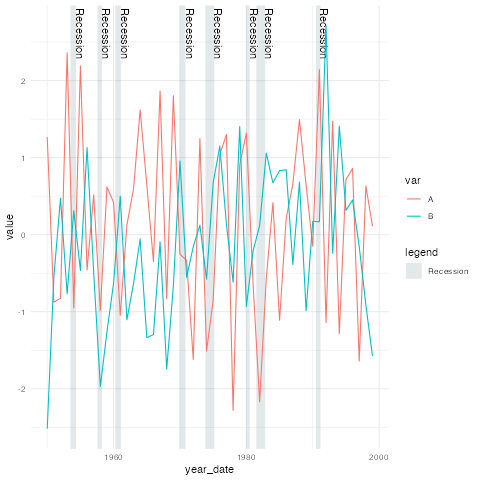 Recession
Recession
Recession
Recession
Recession
Recession
Recession
Recession
2
1
0
-1
-2
value
1960
1980
2000
year_date
var
A
B
legend
Recession